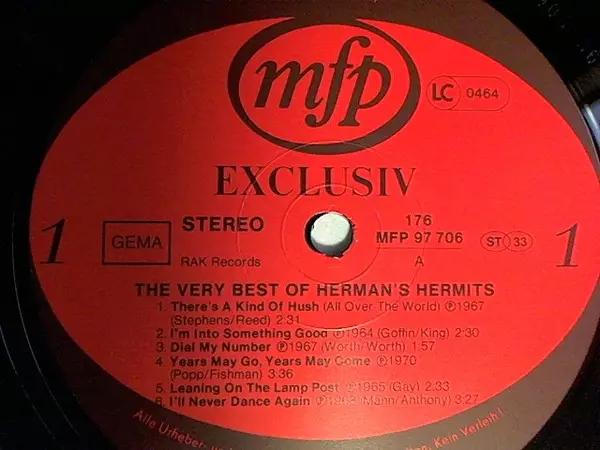 mfp
LC 0464
EXCLUSIV
1
GEMA
STEREO
RAK Records
176
MFP 97 706
A
ST 33
1
THE VERY BEST OF HERMAN'S HERMITS
1. There's A Kind Of Hush (All Over The World) ℗1967
(Stephens/Reed) 2:31
2. I'm Into Something Good ℗1964 (Goffin/King) 2:30
3. Dial My Number ℗1967 (Worth/Worth) 1:57
4. Years May Go, Years May Come ℗1970
(Popp/Fishman) 3:36
5. Leaning On The Lamp Post ℗1965 (Gay) 2:33
6. I'll Never Dance Again (Mann/Anthony) 3:27
Alle Urheber- Kein Verleih!